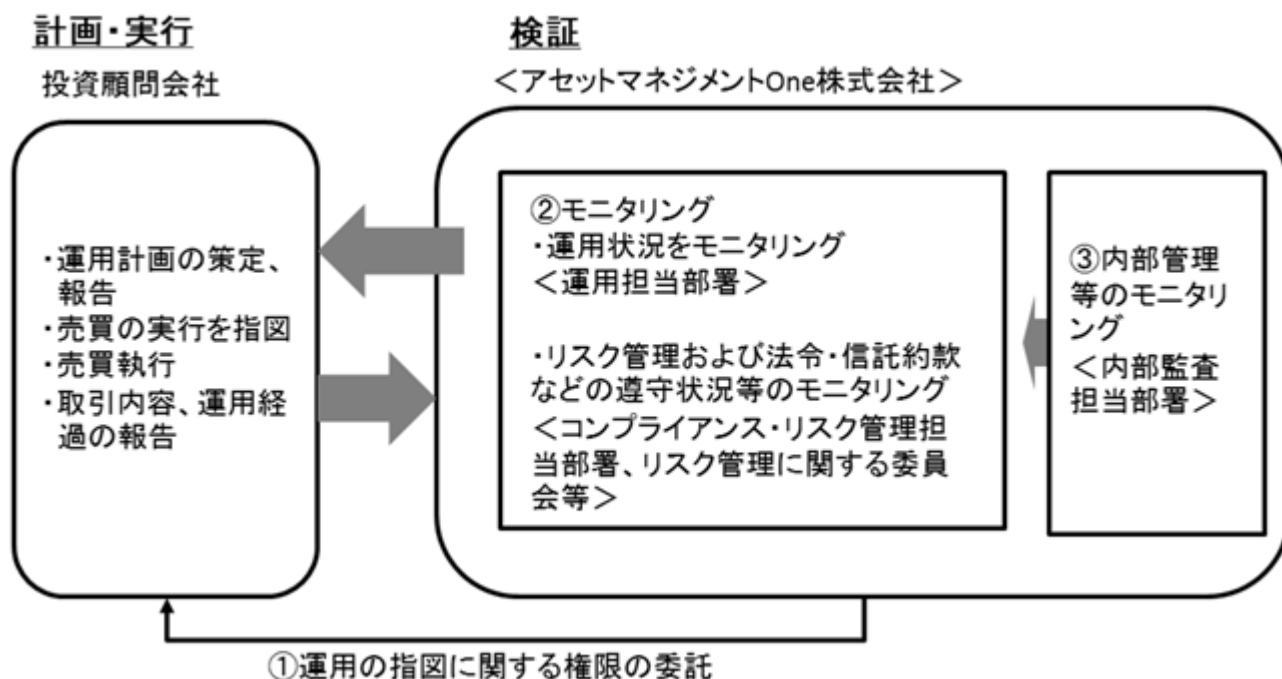 計画・実行
投資顧問会社
・運用計画の策定、
報告
・売買の実行を指図
・売買執行
・取引内容、運用経
過の報告
検証
＜アセットマネジメントOne株式会社＞
②モニタリング
・運用状況をモニタリング
＜運用担当部署＞
・リスク管理および法令・信託約款
などの遵守状況等のモニタリング
＜コンプライアンス・リスク管理担
当部署、リスク管理に関する委員
会等＞
③内部管理
等のモニタリ
ング
＜内部監査
担当部署＞
①運用の指図に関する権限の委託